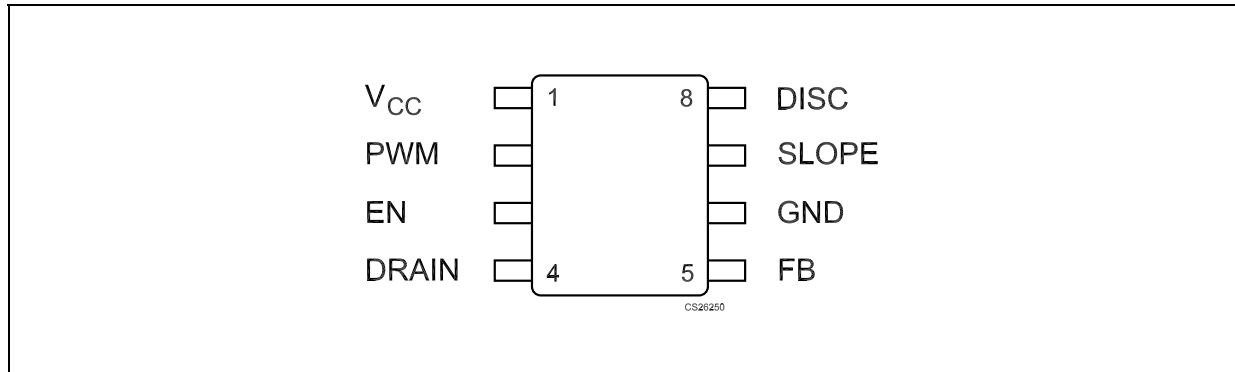 VCC 1 8 DISC
PWM SLOPE
EN GND
DRAIN 4 5 FB
CS26250